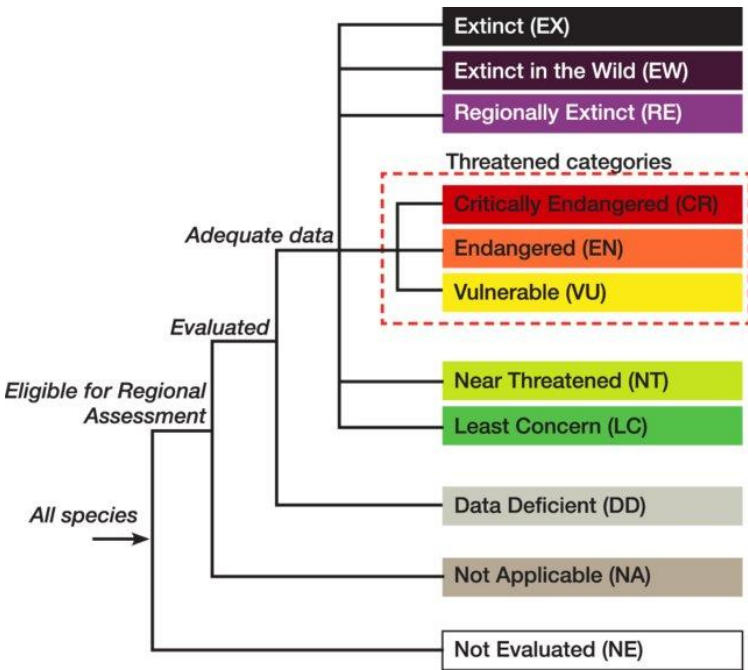 Extinct (EX)
Extinct in the Wild (EW)
Regionally Extinct (RE)
Threatened categories
Critically Endangered (CR)
Adequate data
Endangered (EN)
Vulnerable (VU)
Evaluated
Near Threatened (NT)
Eligible for Regional
Assessment
Least Concern (LC)
All species
Data Deficient (DD)
Not Applicable (NA)
Not Evaluated (NE)